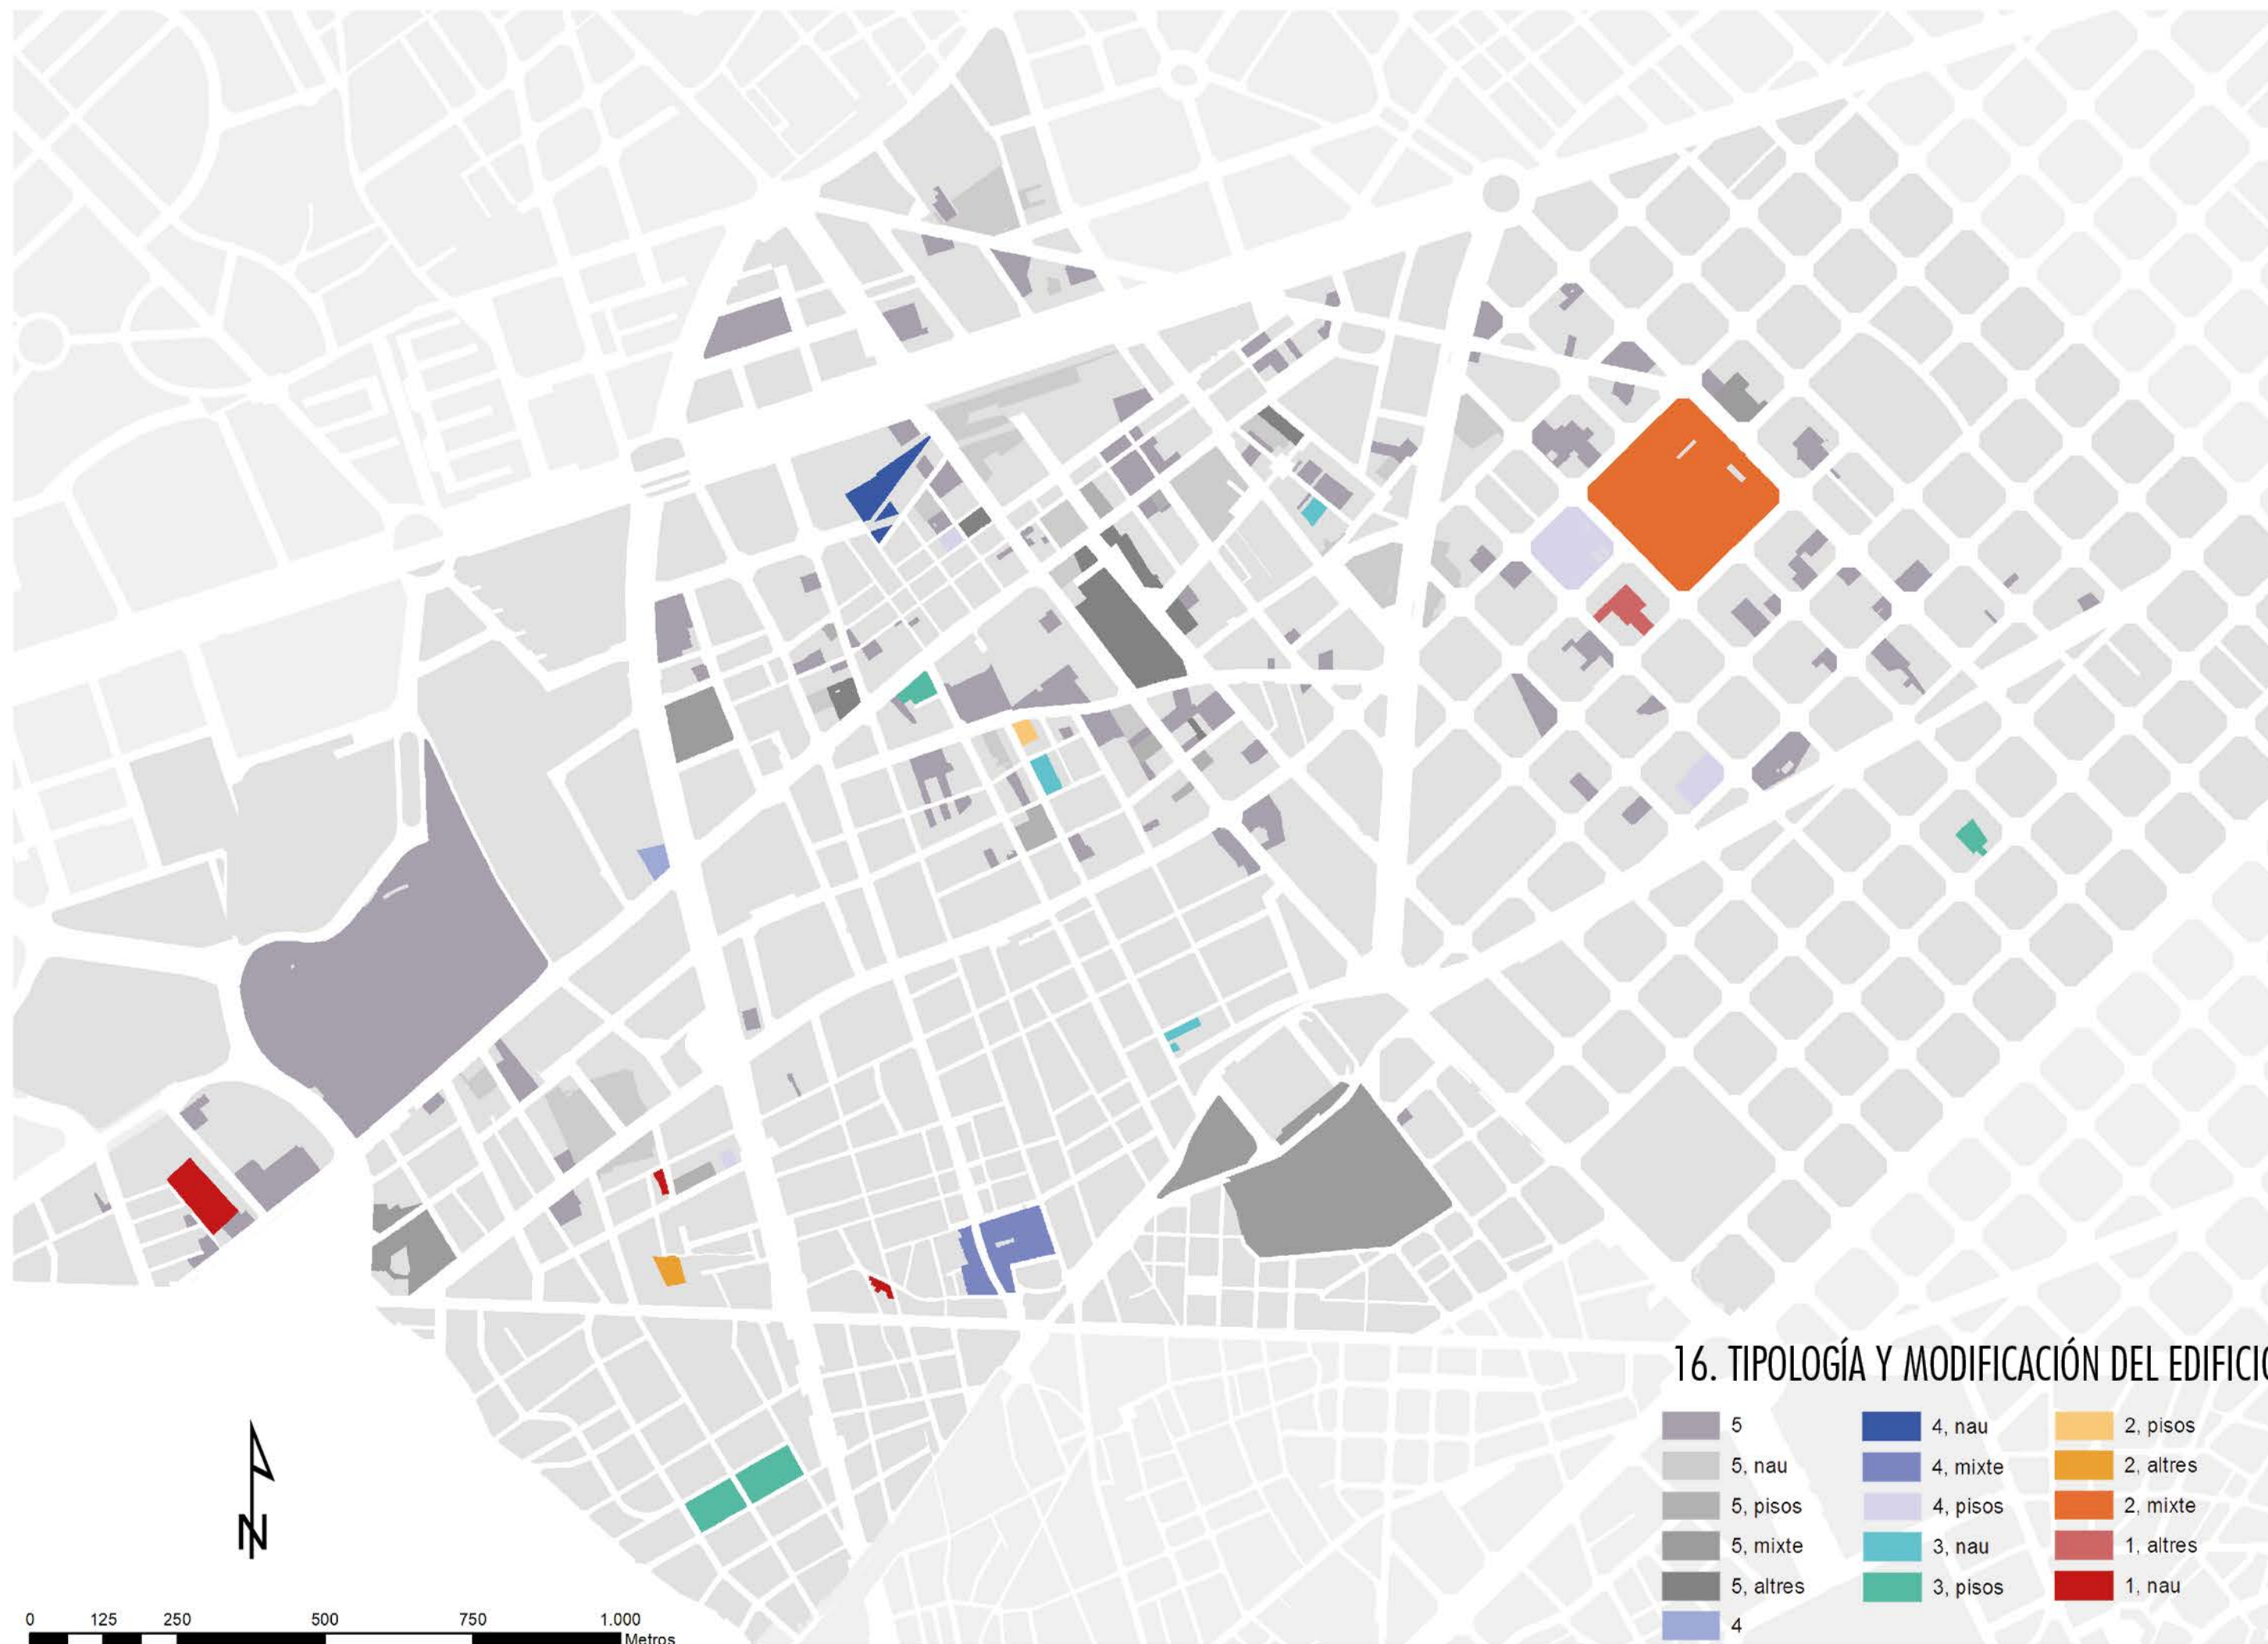 16. TIPOLOGÍA Y MODIFICACIÓN DEL EDIFICIO
5
5, nau
5, pisos
5, mixte
5, altres
4
4, nau
4, mixte
4, pisos
3, nau
3, pisos
2, pisos
2, altres
2, mixte
1, altres
1, nau
N
0 125 250 500 750 1.000
Metros